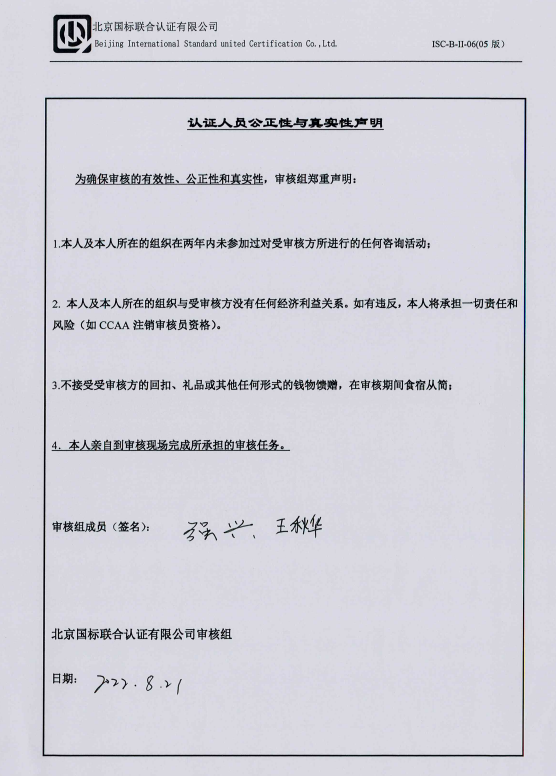 北京国标联合认证有限公司
Beijing International Standard united Certification Co.,Ltd.
ISC-B-II-06(05 版)
认证人员公正性与真实性声明
为确保审核的有效性、公正性和真实性，审核组郑重声明：
1.本人及本人所在的组织在两年内未参加过对受审核方所进行的任何咨询活动；
2. 本人及本人所在的组织与受审核方没有任何经济利益关系。如有违反，本人将承担一切责任和
风险（如 CCAA 注销审核员资格）。
3.不接受受审核方的回扣、礼品或其他任何形式的钱物馈赠，在审核期间食宿从简；
4．本人亲自到审核现场完成所承担的审核任务。
审核组成员（签名）： 强兴、王秋华
北京国标联合认证有限公司审核组
日期： 2022.8.21